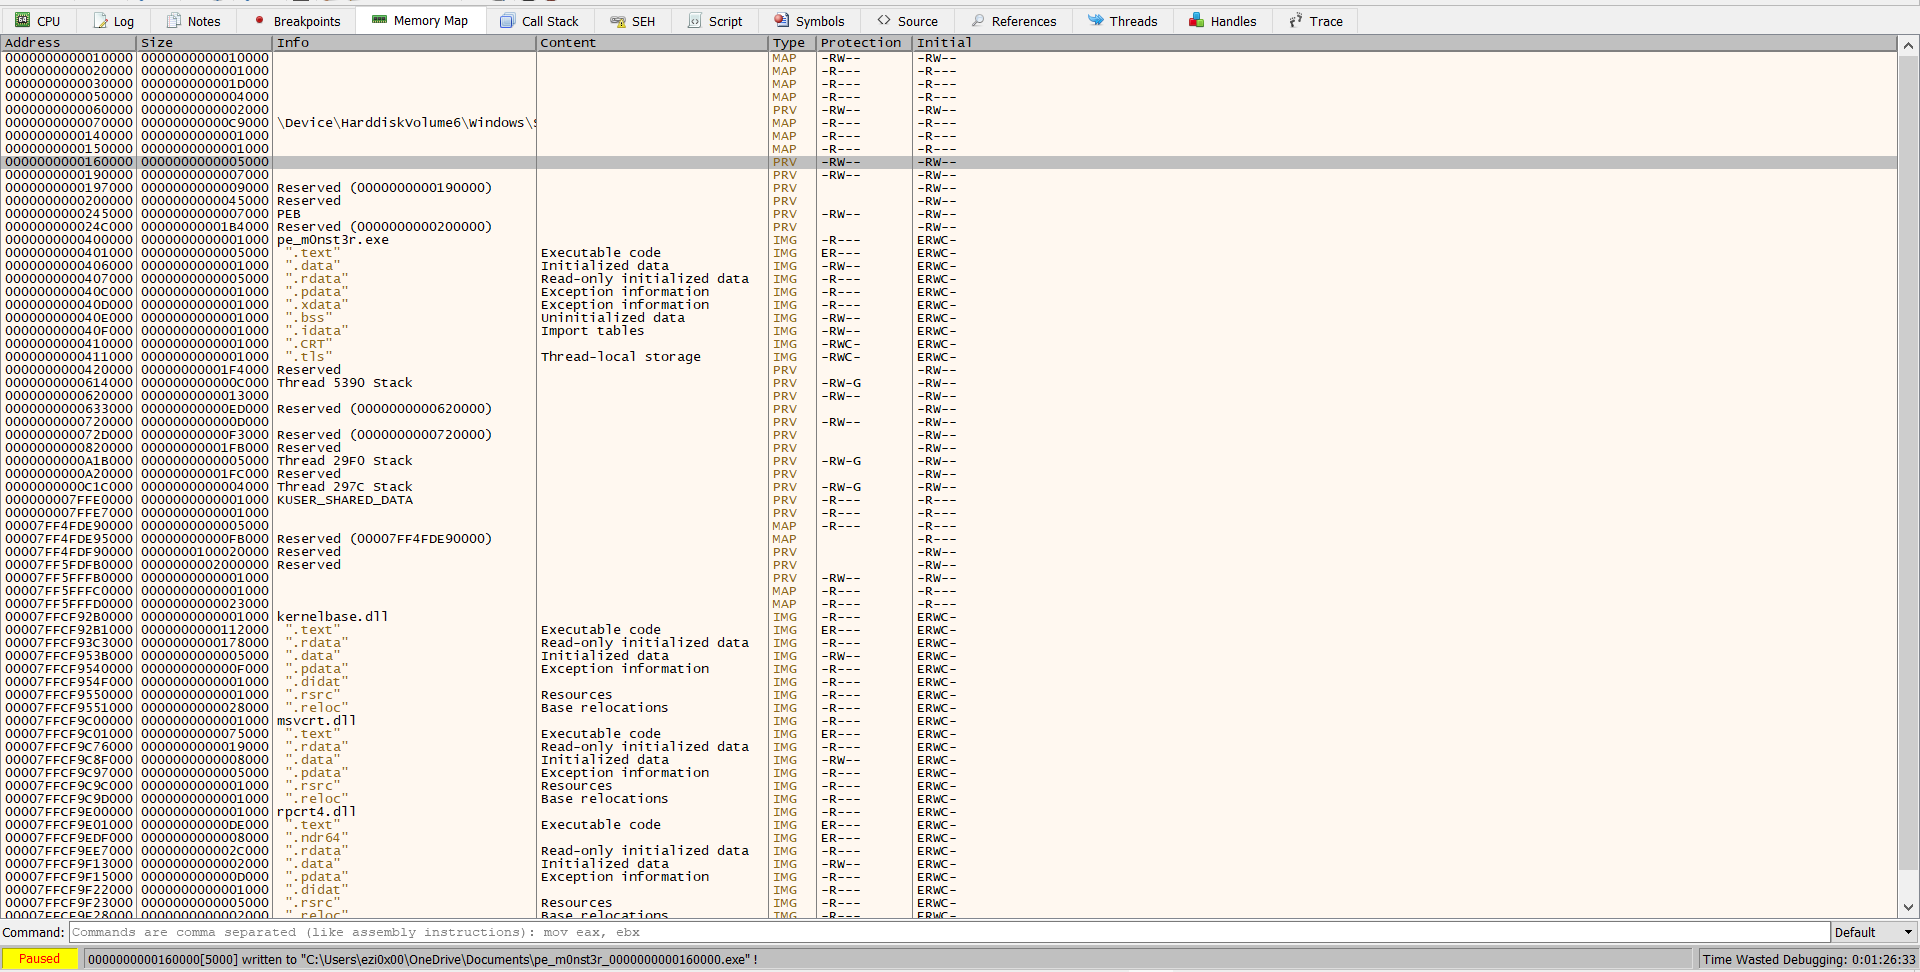 CPU Log Notes Breakpoints Memory Map Call Stack SEH Script Symbols Source References Threads Handles Trace
Address Size Info Content Type Protection Initial
0000000000010000 0000000000010000 MAP -RW-- -RW--
0000000000020000 0000000000001000 MAP -R--- -R---
0000000000030000 000000000001D000 MAP -R--- -R---
0000000000050000 0000000000004000 MAP -R--- -R---
0000000000060000 0000000000002000 PRV -RW-- -RW--
0000000000070000 00000000000C9000 \Device\HarddiskVolume6\Windows\S MAP -R--- -R---
0000000000140000 0000000000001000 MAP -R--- -R---
0000000000150000 0000000000001000 MAP -R--- -R---
0000000000160000 0000000000005000 PRV -RW-- -RW--
0000000000190000 0000000000007000 PRV -RW-- -RW--
0000000000197000 0000000000009000 Reserved (0000000000190000) PRV -RW--
0000000000200000 0000000000045000 Reserved PRV -RW--
0000000000245000 0000000000007000 PEB PRV -RW-- -RW--
000000000024C000 00000000001B4000 Reserved (0000000000200000) PRV -RW--
0000000000400000 0000000000001000 pe_m0nst3r.exe IMG -R--- ERWC-
0000000000401000 0000000000005000 ".text" Executable code IMG ER--- ERWC-
0000000000406000 0000000000001000 ".data" Initialized data IMG -RW-- ERWC-
0000000000407000 0000000000005000 ".rdata" Read-only initialized data IMG -R--- ERWC-
000000000040C000 0000000000001000 ".pdata" Exception information IMG -R--- ERWC-
000000000040D000 0000000000001000 ".xdata" Exception information IMG -R--- ERWC-
000000000040E000 0000000000001000 ".bss" Uninitialized data IMG -RW-- ERWC-
000000000040F000 0000000000001000 ".idata" Import tables IMG -RW-- ERWC-
0000000000410000 0000000000001000 ".CRT" IMG -RWC- ERWC-
0000000000411000 0000000000001000 ".tls" Thread-local storage IMG -RWC- ERWC-
0000000000420000 00000000001F4000 Reserved PRV -RW--
0000000000614000 000000000000C000 Thread 5390 Stack PRV -RW-G -RW--
0000000000620000 0000000000013000 PRV -RW-- -RW--
0000000000633000 00000000000ED000 Reserved (0000000000620000) PRV -RW--
0000000000720000 000000000000D000 PRV -RW-- -RW--
000000000072D000 00000000000F3000 Reserved (0000000000720000) PRV -RW--
0000000000820000 00000000001FB000 Reserved PRV -RW--
0000000000A1B000 0000000000005000 Thread 29F0 Stack PRV -RW-G -RW--
0000000000A20000 00000000001FC000 Reserved PRV -RW--
0000000000C1C000 0000000000004000 Thread 297C Stack PRV -RW-G -RW--
000000007FFE0000 0000000000001000 KUSER_SHARED_DATA PRV -R--- -R---
000000007FFE7000 0000000000001000 PRV -R--- -R---
00007FF4FDE90000 0000000000005000 MAP -R--- -R---
00007FF4FDE95000 00000000000FB000 Reserved (00007FF4FDE90000) MAP -R---
00007FF4FDF90000 0000000100020000 Reserved PRV -RW--
00007FF5FDFB0000 0000000002000000 Reserved PRV -RW--
00007FF5FFFB0000 0000000000001000 PRV -RW-- -RW--
00007FF5FFFC0000 0000000000001000 MAP -R--- -R---
00007FF5FFFD0000 0000000000023000 MAP -R--- -R---
00007FFCF92B0000 0000000000001000 kernelbase.dll IMG -R--- ERWC-
00007FFCF92B1000 0000000000112000 ".text" Executable code IMG ER--- ERWC-
00007FFCF93C3000 0000000000178000 ".rdata" Read-only initialized data IMG -R--- ERWC-
00007FFCF953B000 0000000000005000 ".data" Initialized data IMG -RW-- ERWC-
00007FFCF9540000 000000000000F000 ".pdata" Exception information IMG -R--- ERWC-
00007FFCF954F000 0000000000001000 ".didat" IMG -R--- ERWC-
00007FFCF9550000 0000000000001000 ".rsrc" Resources IMG -R--- ERWC-
00007FFCF9551000 0000000000028000 ".reloc" Base relocations IMG -R--- ERWC-
00007FFCF9C00000 0000000000001000 msvcrt.dll IMG -R--- ERWC-
00007FFCF9C01000 0000000000075000 ".text" Executable code IMG ER--- ERWC-
00007FFCF9C76000 0000000000019000 ".rdata" Read-only initialized data IMG -R--- ERWC-
00007FFCF9C8F000 0000000000008000 ".data" Initialized data IMG -RW-- ERWC-
00007FFCF9C97000 0000000000005000 ".pdata" Exception information IMG -R--- ERWC-
00007FFCF9C9C000 0000000000001000 ".rsrc" Resources IMG -R--- ERWC-
00007FFCF9C9D000 0000000000001000 ".reloc" Base relocations IMG -R--- ERWC-
00007FFCF9E00000 0000000000001000 rpcrt4.dll IMG -R--- ERWC-
00007FFCF9E01000 00000000000DE000 ".text" Executable code IMG ER--- ERWC-
00007FFCF9EDF000 0000000000008000 ".ndr64" IMG ER--- ERWC-
00007FFCF9EE7000 000000000002C000 ".rdata" Read-only initialized data IMG -R--- ERWC-
00007FFCF9F13000 0000000000002000 ".data" Initialized data IMG -RW-- ERWC-
00007FFCF9F15000 000000000000D000 ".pdata" Exception information IMG -R--- ERWC-
00007FFCF9F22000 0000000000001000 ".didat" IMG -R--- ERWC-
00007FFCF9F23000 0000000000005000 ".rsrc" Resources IMG -R--- ERWC-
00007FFCF9F28000 0000000000002000 ".reloc" Base relocations IMG -R--- ERWC-
Command: Commands are comma separated (like assembly instructions): mov eax, ebx Default
Paused 0000000000160000[5000] written to "C:\Users\ezi0x00\OneDrive\Documents\pe_m0nst3r_0000000000160000.exe" ! Time Wasted Debugging: 0:01:26:33